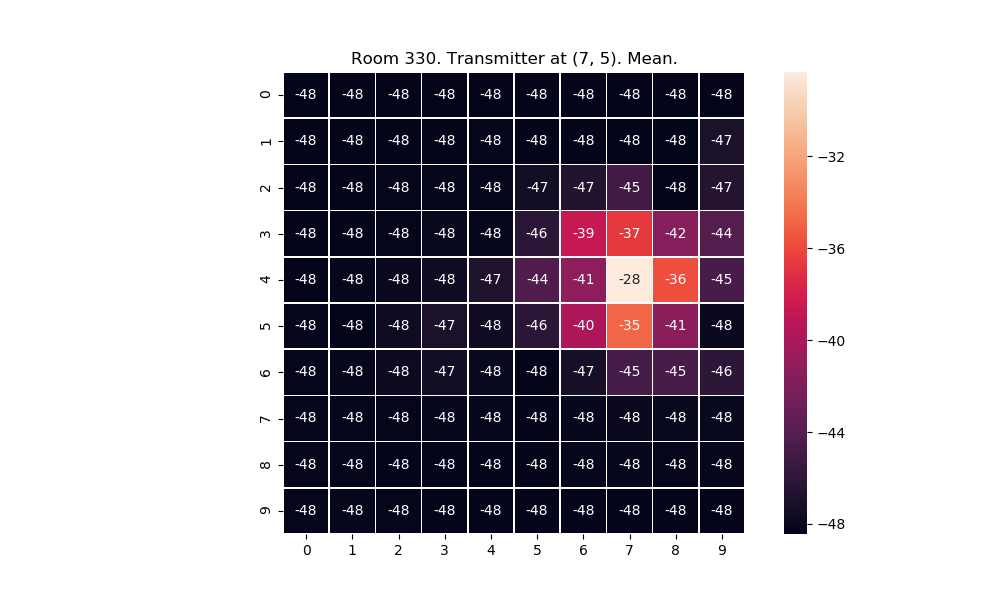 Room 330. Transmitter at (7, 5). Mean.
0 -48 -48 -48 -48 -48 -48 -48 -48 -48 -48
1 -48 -48 -48 -48 -48 -48 -48 -48 -48 -47
−32
2 -48 -48 -48 -48 -48 -47 -47 -45 -48 -47
3 -48 -48 -48 -48 -48 -46 -39 -37 -42 -44
−36
4 -48 -48 -48 -48 -47 -44 -41 -28 -36 -45
5 -48 -48 -48 -47 -48 -46 -40 -35 -41 -48
−40
6 -48 -48 -48 -47 -48 -48 -47 -45 -45 -46
7 -48 -48 -48 -48 -48 -48 -48 -48 -48 -48
−44
8 -48 -48 -48 -48 -48 -48 -48 -48 -48 -48
9 -48 -48 -48 -48 -48 -48 -48 -48 -48 -48
−48
0 1 2 3 4 5 6 7 8 9